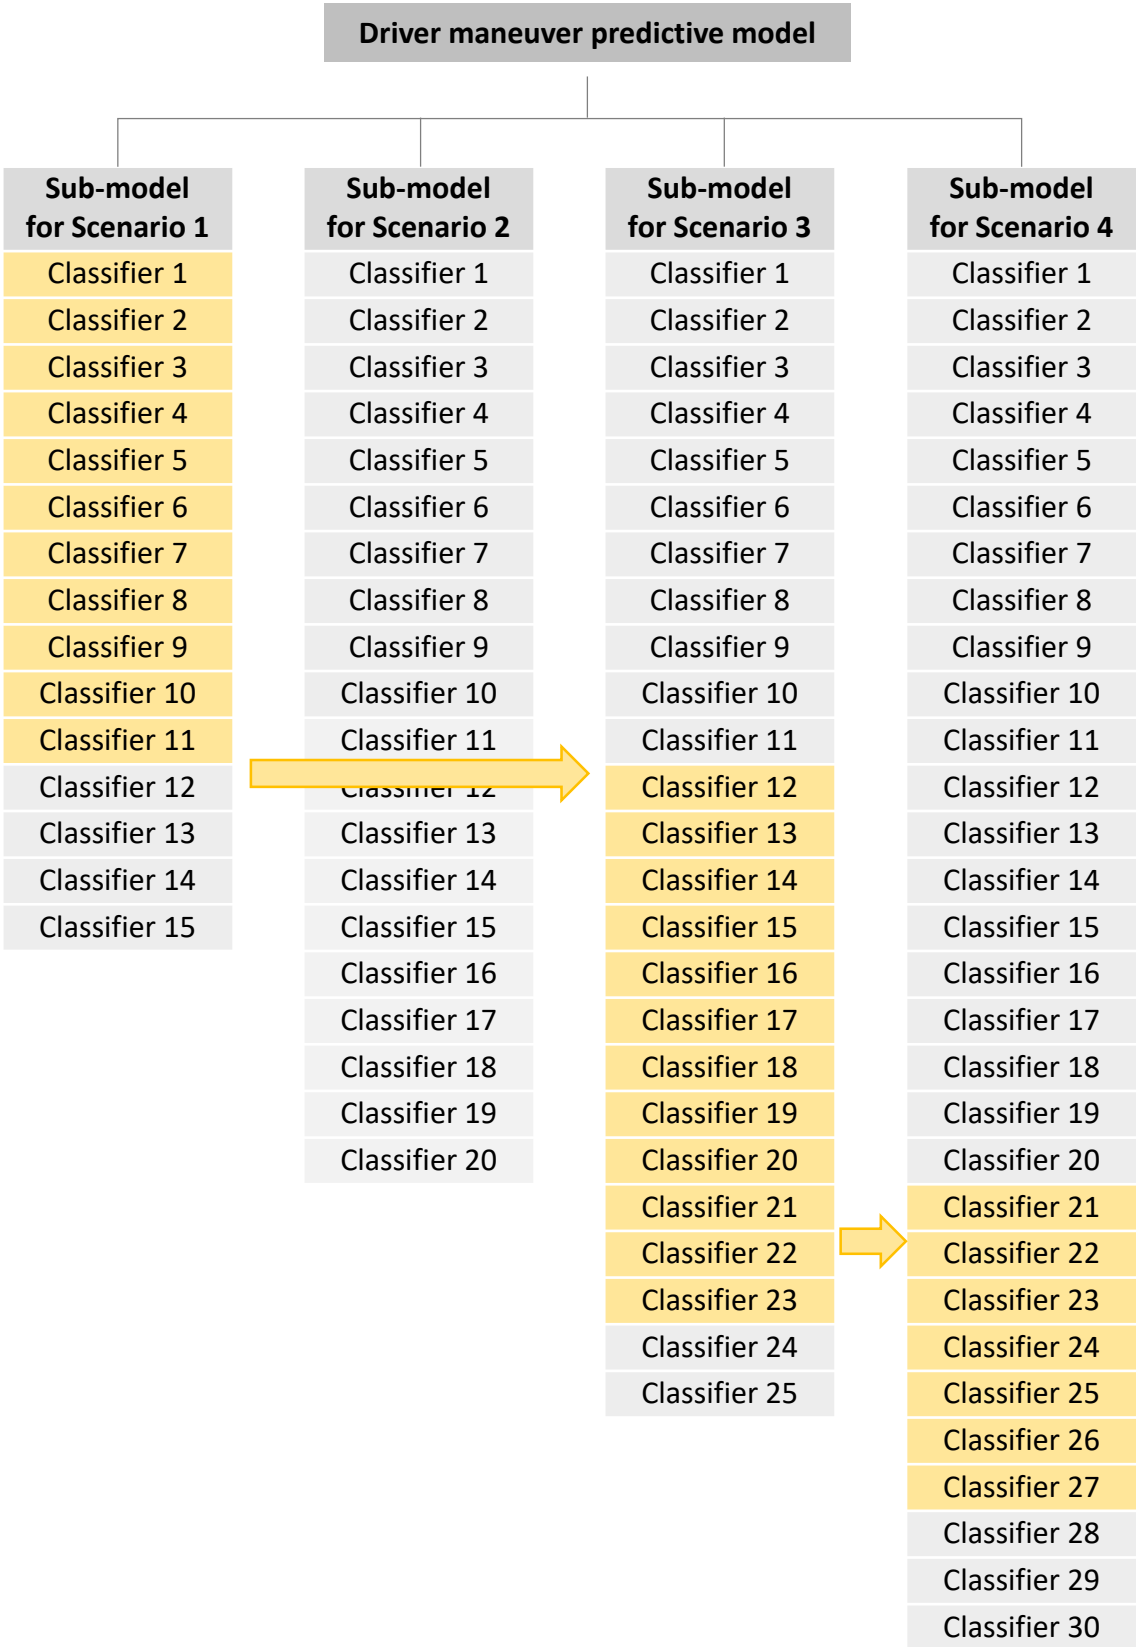 Driver maneuver predictive model
Sub-model
for Scenario 1
Classifier 1
Classifier 2
Classifier 3
Classifier 4
Classifier 5
Classifier 6
Classifier 7
Classifier 8
Classifier 9
Classifier 10
Classifier 11
Classifier 12
Classifier 13
Classifier 14
Classifier 15
Sub-model
for Scenario 2
Classifier 1
Classifier 2
Classifier 3
Classifier 4
Classifier 5
Classifier 6
Classifier 7
Classifier 8
Classifier 9
Classifier 10
Classifier 11
Classifier 12
Classifier 13
Classifier 14
Classifier 15
Classifier 16
Classifier 17
Classifier 18
Classifier 19
Classifier 20
Sub-model
for Scenario 3
Classifier 1
Classifier 2
Classifier 3
Classifier 4
Classifier 5
Classifier 6
Classifier 7
Classifier 8
Classifier 9
Classifier 10
Classifier 11
Classifier 12
Classifier 13
Classifier 14
Classifier 15
Classifier 16
Classifier 17
Classifier 18
Classifier 19
Classifier 20
Classifier 21
Classifier 22
Classifier 23
Classifier 24
Classifier 25
Sub-model
for Scenario 4
Classifier 1
Classifier 2
Classifier 3
Classifier 4
Classifier 5
Classifier 6
Classifier 7
Classifier 8
Classifier 9
Classifier 10
Classifier 11
Classifier 12
Classifier 13
Classifier 14
Classifier 15
Classifier 16
Classifier 17
Classifier 18
Classifier 19
Classifier 20
Classifier 21
Classifier 22
Classifier 23
Classifier 24
Classifier 25
Classifier 26
Classifier 27
Classifier 28
Classifier 29
Classifier 30